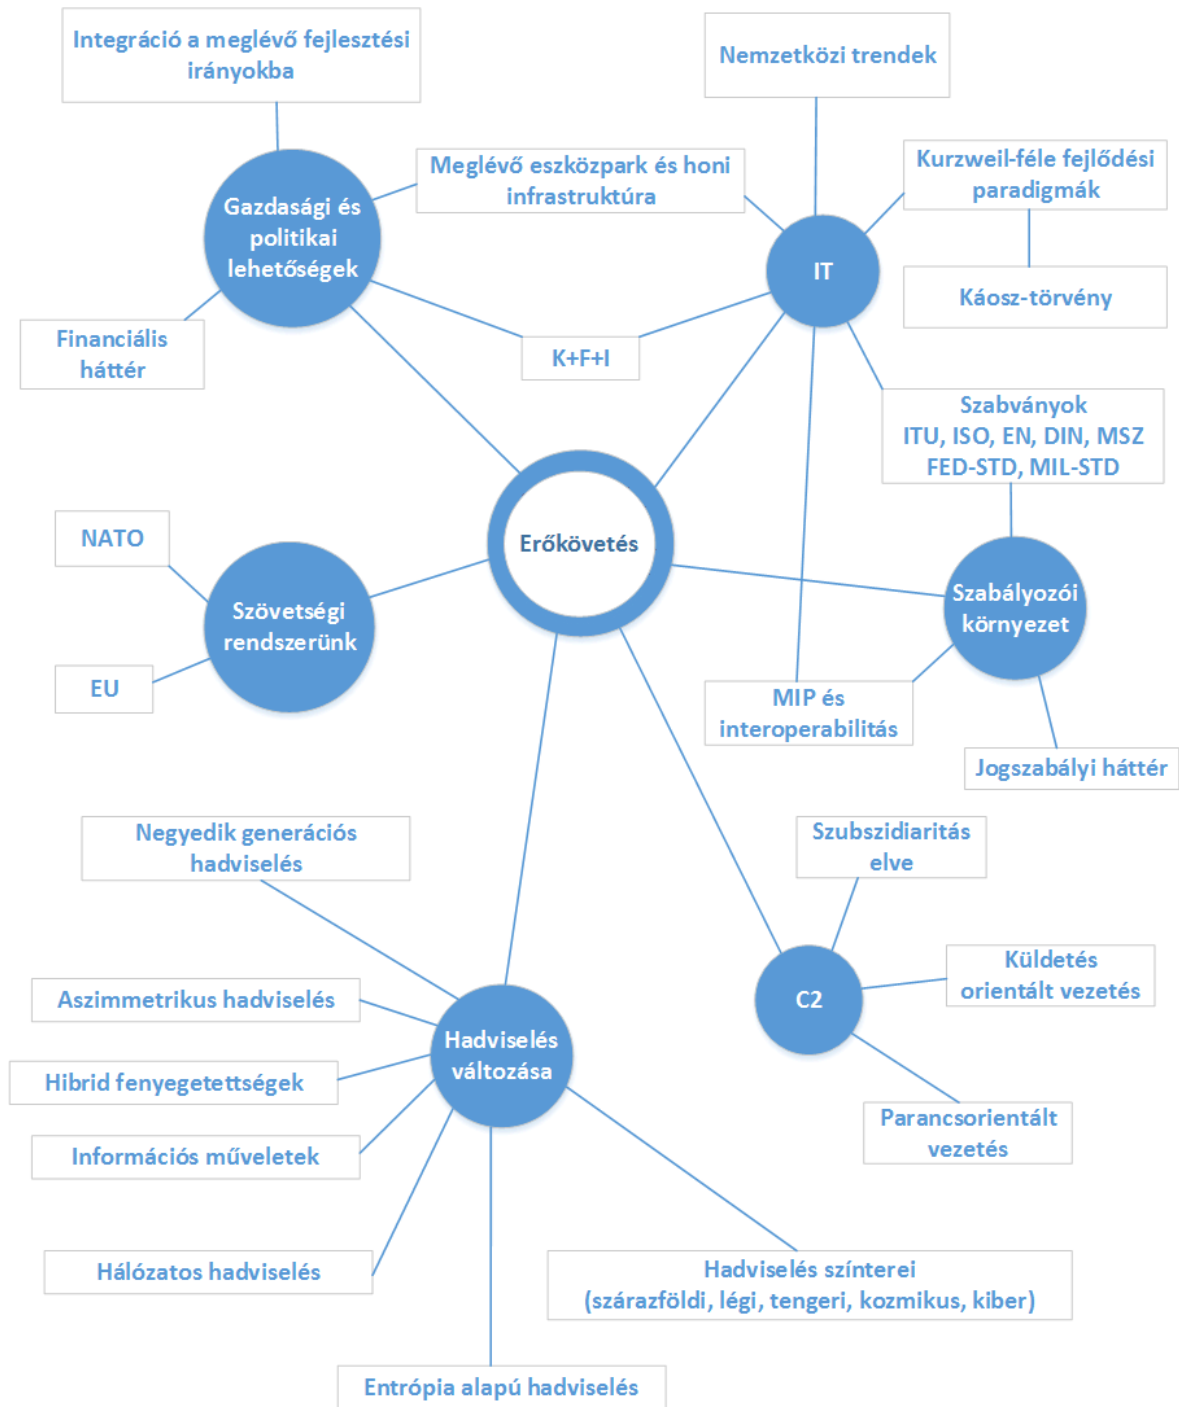 Integráció a meglévő fejlesztési
irányokba
Nemzetközi trendek
Meglévő eszközpark és honi
infrastruktúra
Kurzweil-féle fejlődési
paradigmák
Gazdasági és
politikai
lehetőségek
IT
Káosz-törvény
Financiális
háttér
K+F+I
Szabványok
ITU, ISO, EN, DIN, MSZ
FED-STD, MIL-STD
NATO
Erőkövetés
Szövetségi
rendszerünk
Szabályozói
környezet
EU
MIP és
interoperabilitás
Jogszabályi háttér
Negyedik generációs
hadviselés
Szubszidiaritás
elve
Küldetés
orientált vezetés
Aszimmetrikus hadviselés
C2
Hadviselés
változása
Hibrid fenyegetettségek
Parancsorientált
vezetés
Információs műveletek
Hálózatos hadviselés
Hadviselés színterei
(szárazföldi, légi, tengeri, kozmikus, kiber)
Entrópia alapú hadviselés